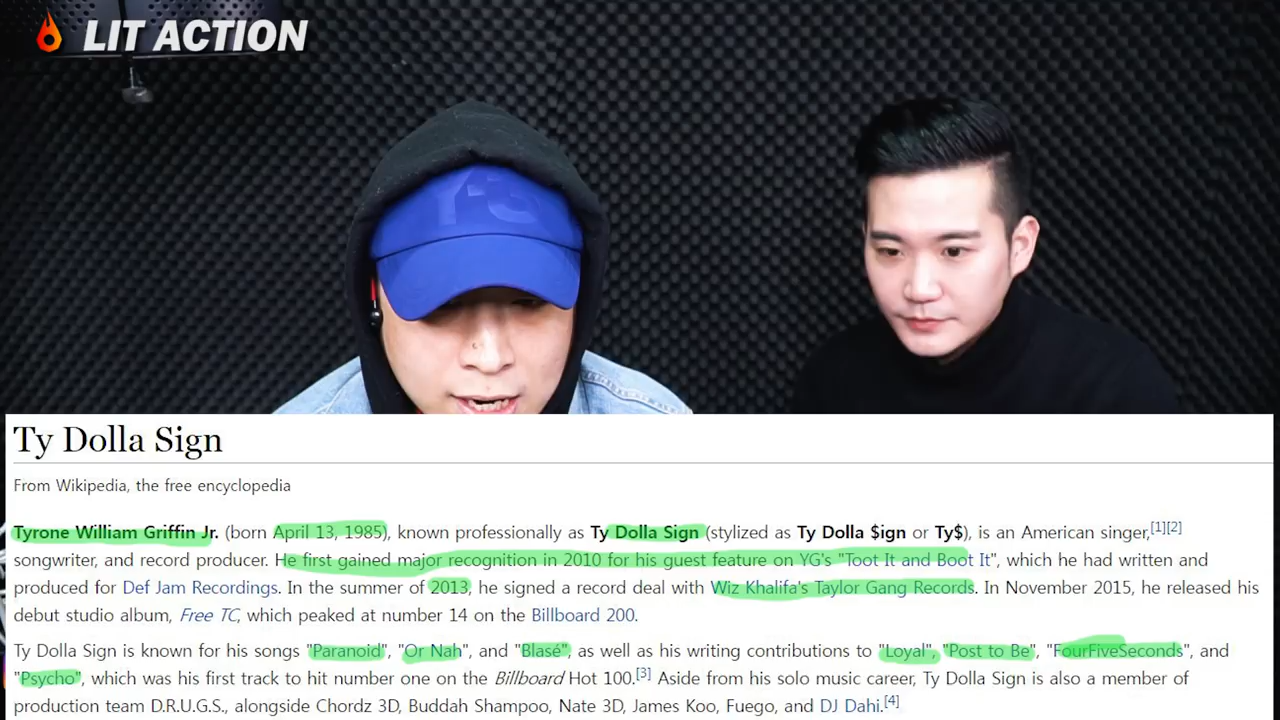 LIT ACTION
Y-3
Ty Dolla Sign
From Wikipedia, the free encyclopedia
Tyrone William Griffin Jr. (born April 13, 1985), known professionally as Ty Dolla Sign (stylized as Ty Dolla $ign or Ty$), is an American singer,[1][2]
songwriter, and record producer. He first gained major recognition in 2010 for his guest feature on YG's "Toot It and Boot It", which he had written and
produced for Def Jam Recordings. In the summer of 2013, he signed a record deal with Wiz Khalifa's Taylor Gang Records. In November 2015, he released his
debut studio album, Free TC, which peaked at number 14 on the Billboard 200.
Ty Dolla Sign is known for his songs "Paranoid", "Or Nah", and "Blasé", as well as his writing contributions to "Loyal", "Post to Be", "FourFiveSeconds", and
"Psycho", which was his first track to hit number one on the Billboard Hot 100.[3] Aside from his solo music career, Ty Dolla Sign is also a member of
production team D.R.U.G.S., alongside Chordz 3D, Buddah Shampoo, Nate 3D, James Koo, Fuego, and DJ Dahi.[4]